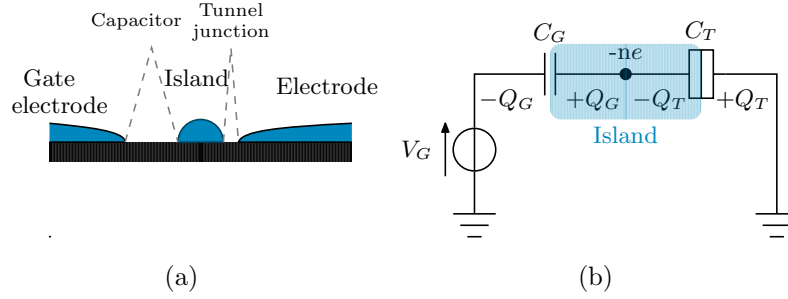 Capacitor
Tunnel
junction
Gate
electrode
Island
Electrode
(a)
C_G
C_T
-ne
−Q_G
+Q_G
−Q_T
+Q_T
Island
V_G
(b)